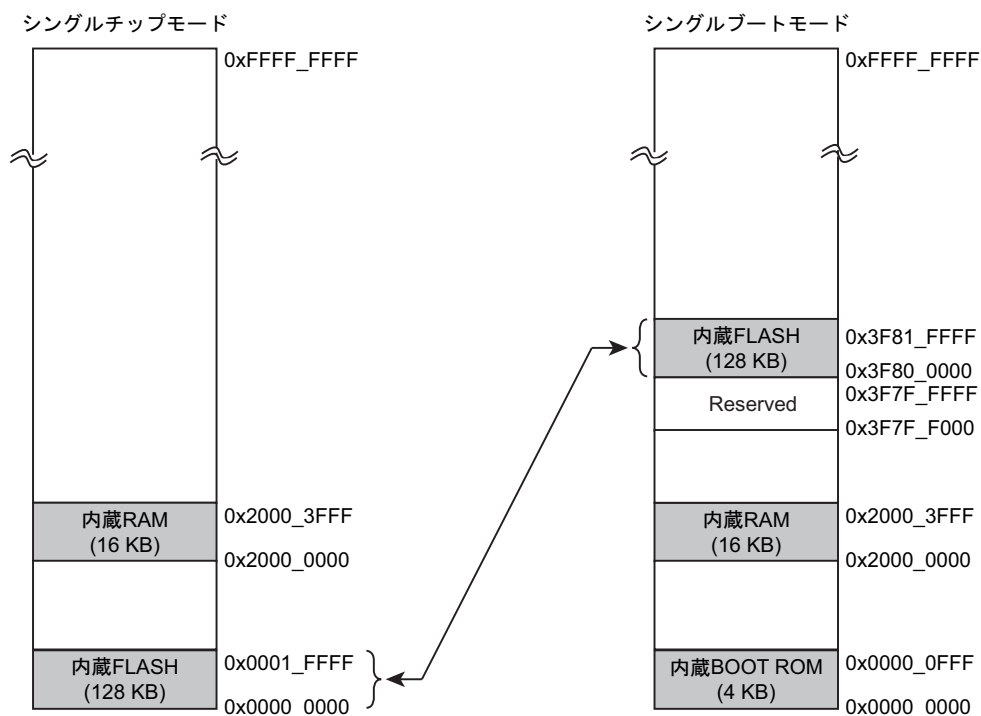 シングルチップモード
0xFFFF_FFFF
内蔵RAM
(16 KB)
0x2000_3FFF
0x2000_0000
内蔵FLASH
(128 KB)
0x0001_FFFF
0x0000_0000
シングルブートモード
0xFFFF_FFFF
内蔵FLASH
(128 KB)
0x3F81_FFFF
0x3F80_0000
Reserved
0x3F7F_FFFF
0x3F7F_F000
内蔵RAM
(16 KB)
0x2000_3FFF
0x2000_0000
内蔵BOOT ROM
(4 KB)
0x0000_0FFF
0x0000_0000